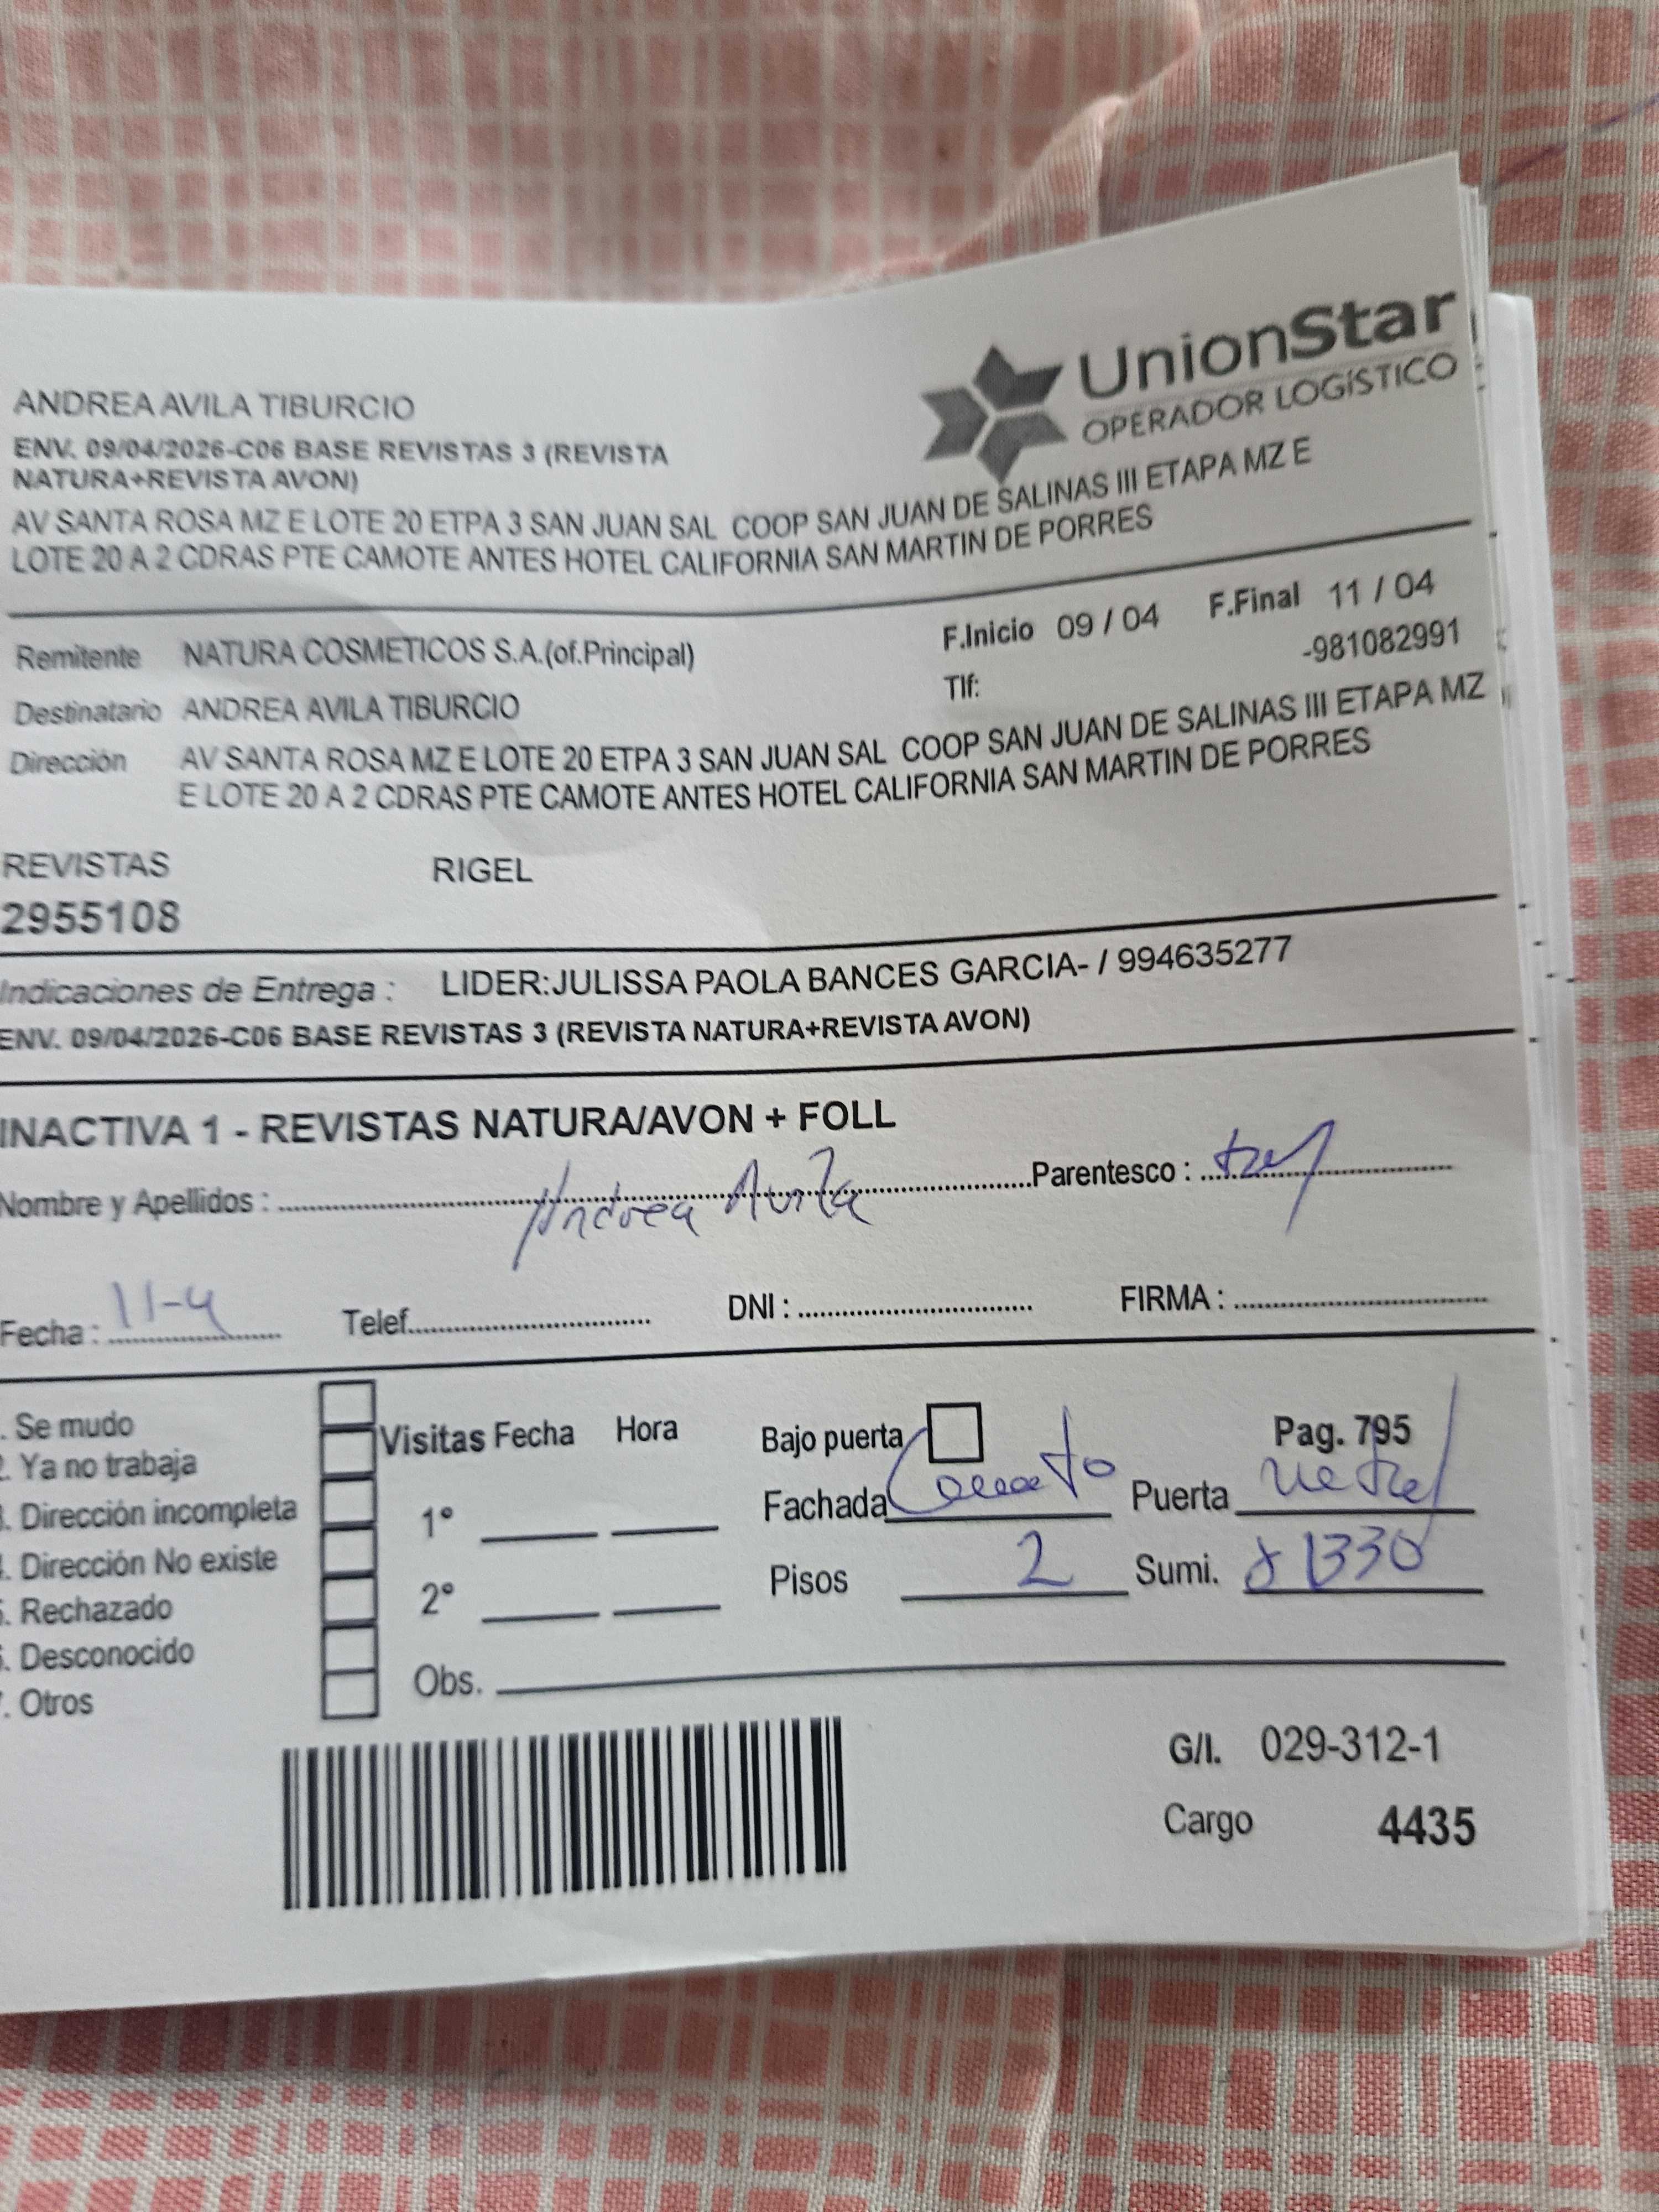 UnionStar
OPERADOR LOGÍSTICO
ANDREA AVILA TIBURCIO
ENV. 09/04/2026-C06 BASE REVISTAS 3 (REVISTA
NATURA+REVISTA AVON)
AV SANTA ROSA MZ E LOTE 20 ETPA 3 SAN JUAN SAL COOP SAN JUAN DE SALINAS III ETAPA MZ E
LOTE 20 A 2 CDRAS PTE CAMOTE ANTES HOTEL CALIFORNIA SAN MARTIN DE PORRES
Remitente NATURA COSMETICOS S.A.(of.Principal) F.Inicio 09 / 04 F.Final 11 / 04
Destinatario ANDREA AVILA TIBURCIO Tlf: -981082991
Dirección AV SANTA ROSA MZ E LOTE 20 ETPA 3 SAN JUAN SAL COOP SAN JUAN DE SALINAS III ETAPA MZ
E LOTE 20 A 2 CDRAS PTE CAMOTE ANTES HOTEL CALIFORNIA SAN MARTIN DE PORRES
REVISTAS RIGEL
2955108
Indicaciones de Entrega : LIDER:JULISSA PAOLA BANCES GARCIA- / 994635277
ENV. 09/04/2026-C06 BASE REVISTAS 3 (REVISTA NATURA+REVISTA AVON)
INACTIVA 1 - REVISTAS NATURA/AVON + FOLL
Nombre y Apellidos : Andrea Avila Parentesco :
Fecha : 11-4 Telef. DNI : FIRMA :
. Se mudo
. Ya no trabaja
. Dirección incompleta
. Dirección No existe
. Rechazado
. Desconocido
. Otros
Visitas Fecha Hora
1°
2°
Obs.
Bajo puerta Pag. 795
Fachada Puerta
Pisos 2 Sumi. 81330
G/I. 029-312-1
Cargo 4435